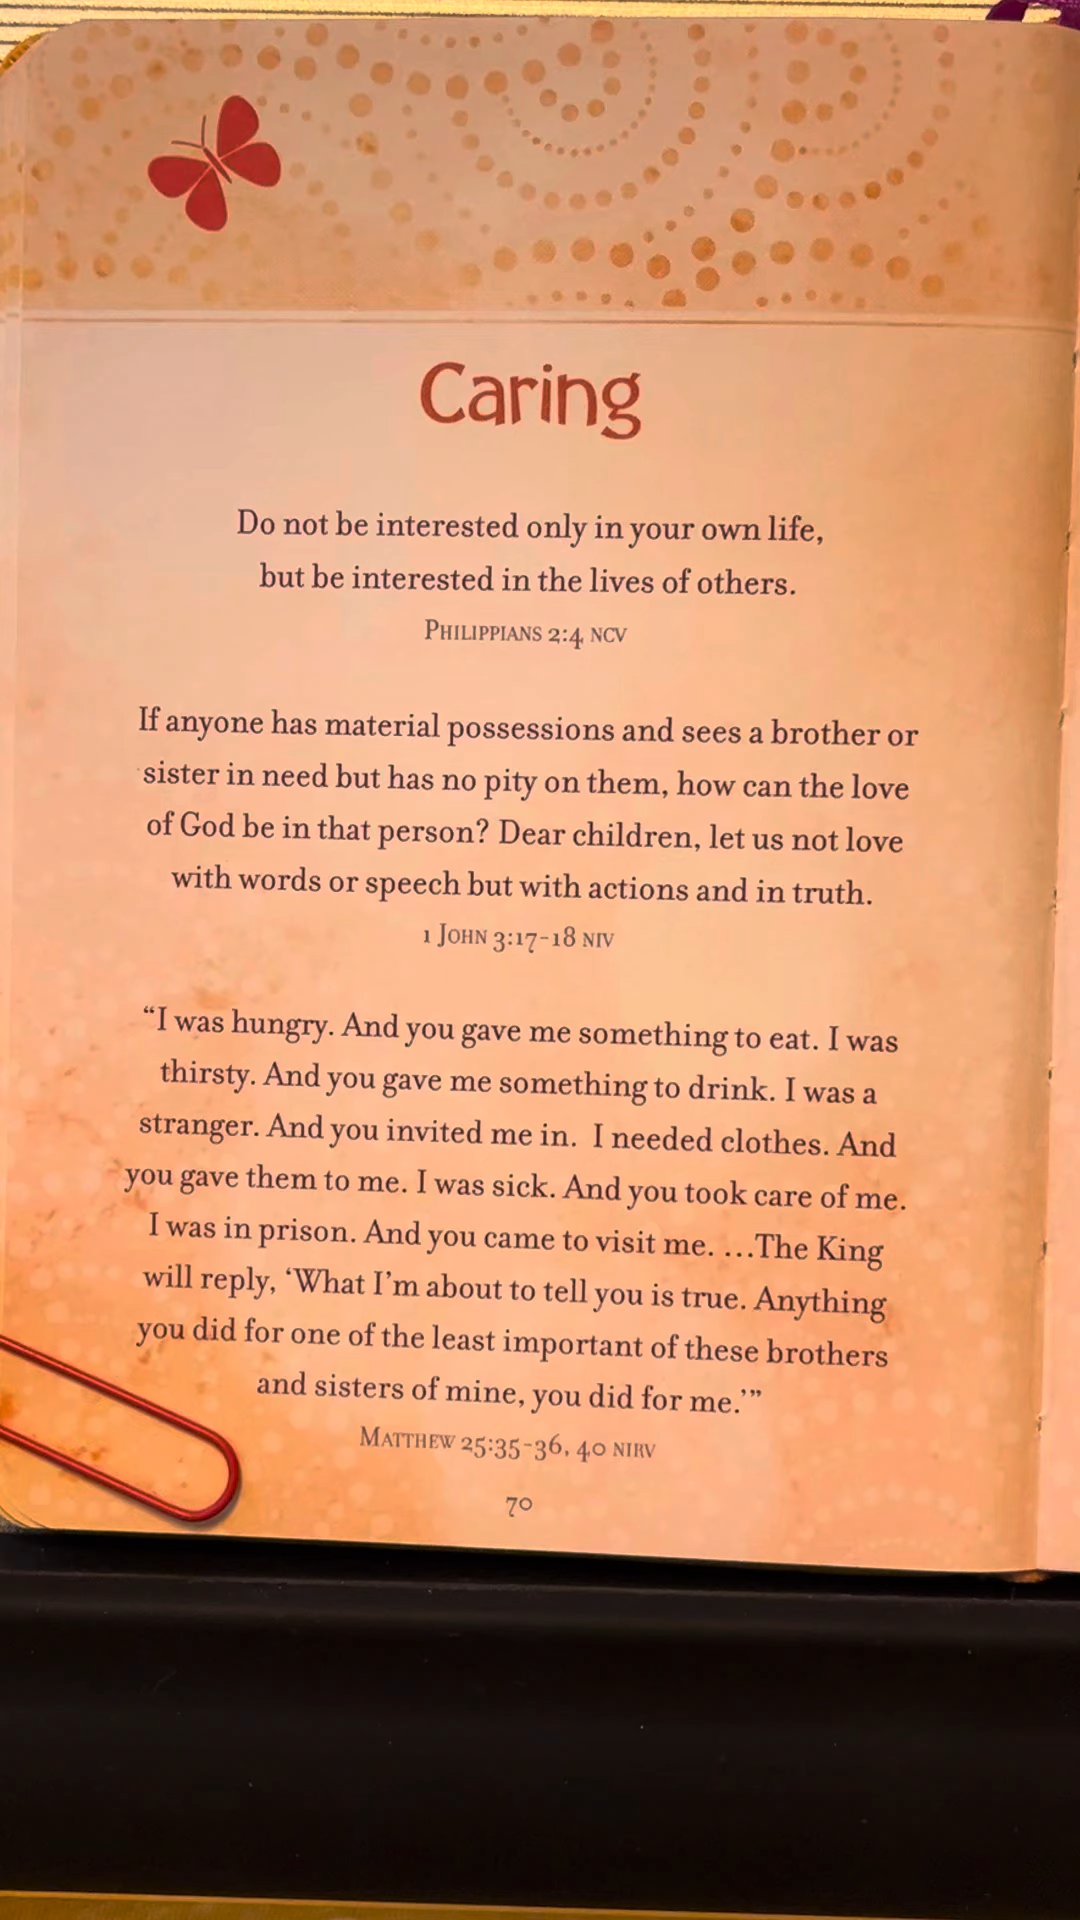 Caring
Do not be interested only in your own life,
but be interested in the lives of others.
PHILIPPIANS 2:4 NCV
If anyone has material possessions and sees a brother or
sister in need but has no pity on them, how can the love
of God be in that person? Dear children, let us not love
with words or speech but with actions and in truth.
1 JOHN 3:17-18 NIV
“I was hungry. And you gave me something to eat. I was
thirsty. And you gave me something to drink. I was a
stranger. And you invited me in. I needed clothes. And
you gave them to me. I was sick. And you took care of me.
I was in prison. And you came to visit me. …The King
will reply, ‘What I’m about to tell you is true. Anything
you did for one of the least important of these brothers
and sisters of mine, you did for me.’”
MATTHEW 25:35-36, 40 NIRV
70